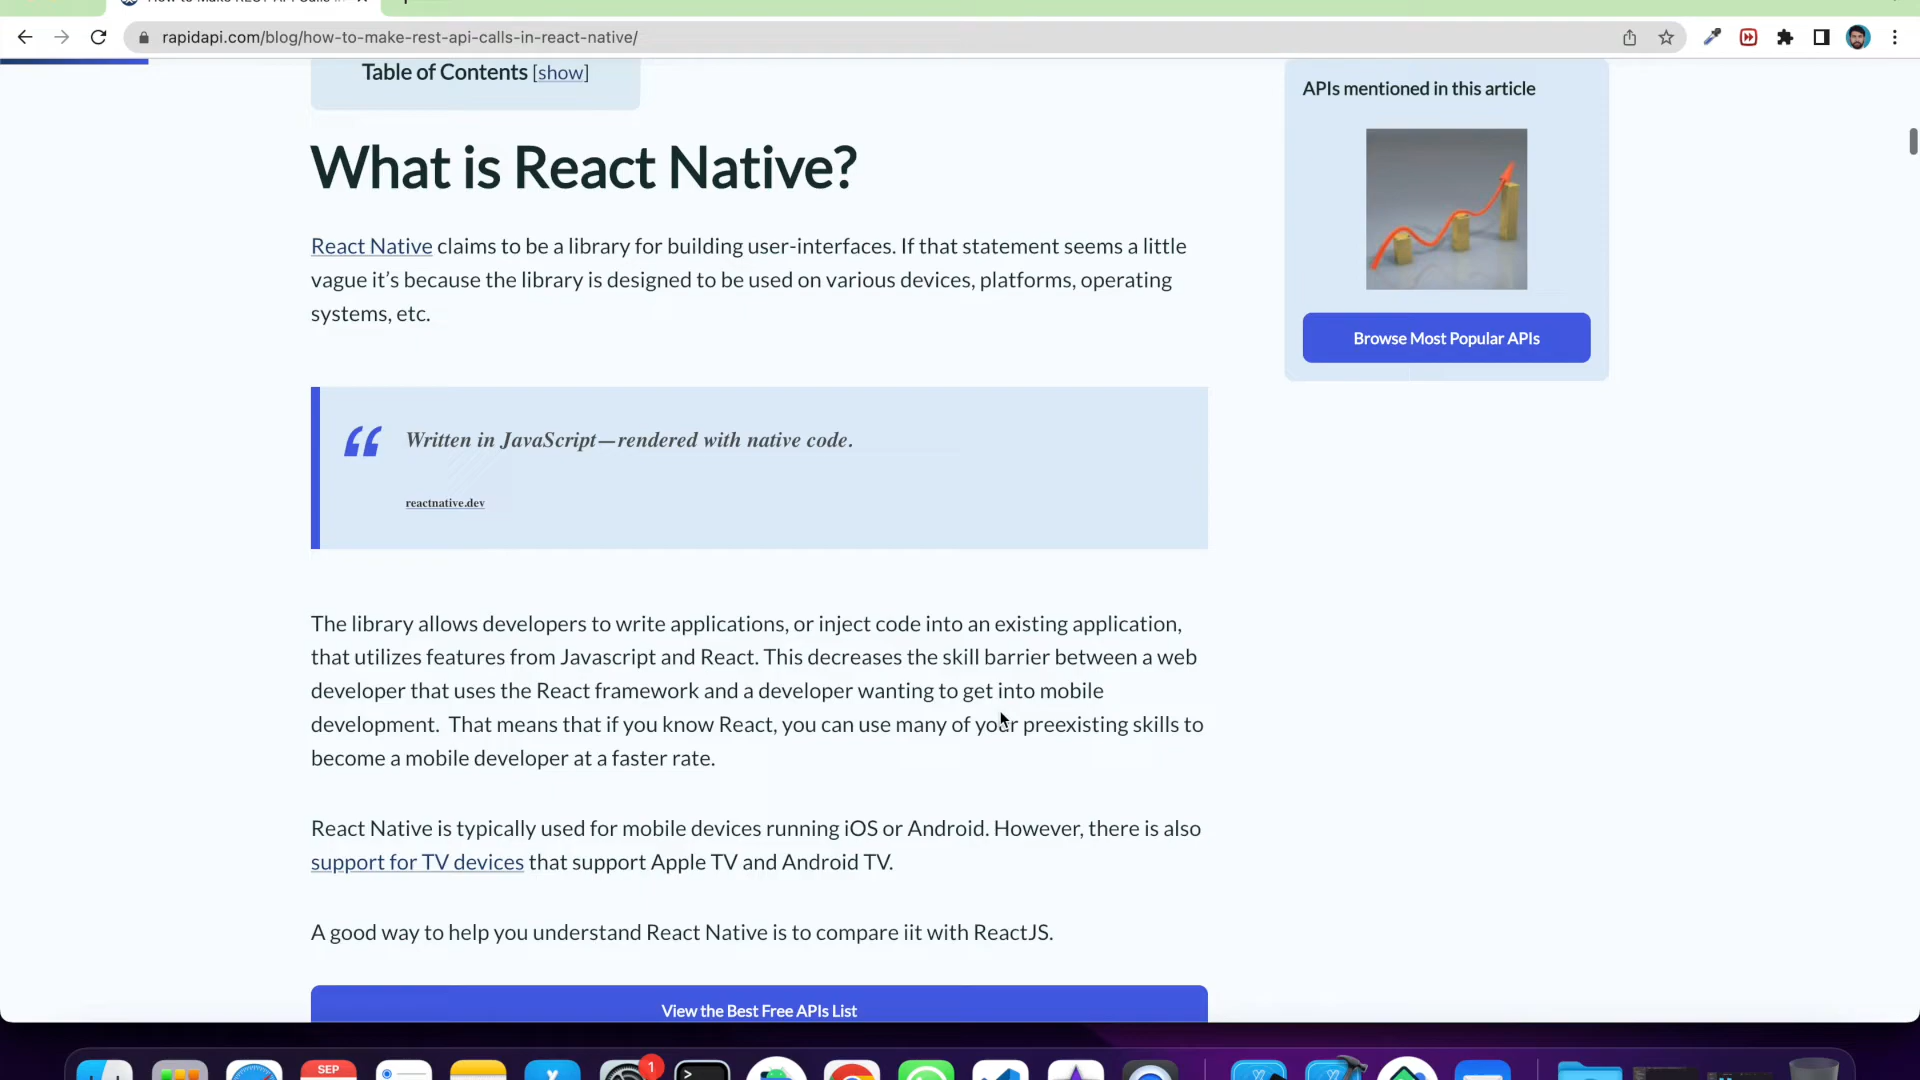 rapidapi.com/blog/how-to-make-rest-api-calls-in-react-native/
Table of Contents [show]
What is React Native?
React Native claims to be a library for building user-interfaces. If that statement seems a little
vague it’s because the library is designed to be used on various devices, platforms, operating
systems, etc.
“ Written in JavaScript—rendered with native code.
reactnative.dev
The library allows developers to write applications, or inject code into an existing application,
that utilizes features from Javascript and React. This decreases the skill barrier between a web
developer that uses the React framework and a developer wanting to get into mobile
development.  That means that if you know React, you can use many of your preexisting skills to
become a mobile developer at a faster rate.
React Native is typically used for mobile devices running iOS or Android. However, there is also
support for TV devices that support Apple TV and Android TV.
A good way to help you understand React Native is to compare iit with ReactJS.
View the Best Free APIs List
APIs mentioned in this article
Browse Most Popular APIs
SEP
1